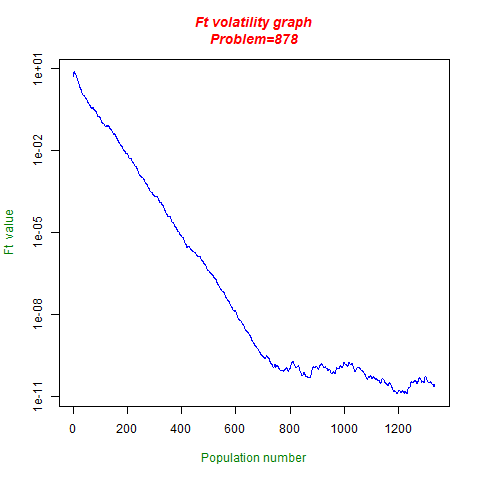 Ft volatility graph
Problem=878
1e+01
1e-02
1e-05
1e-08
1e-11
Ft value
0 200 400 600 800 1000 1200
Population number